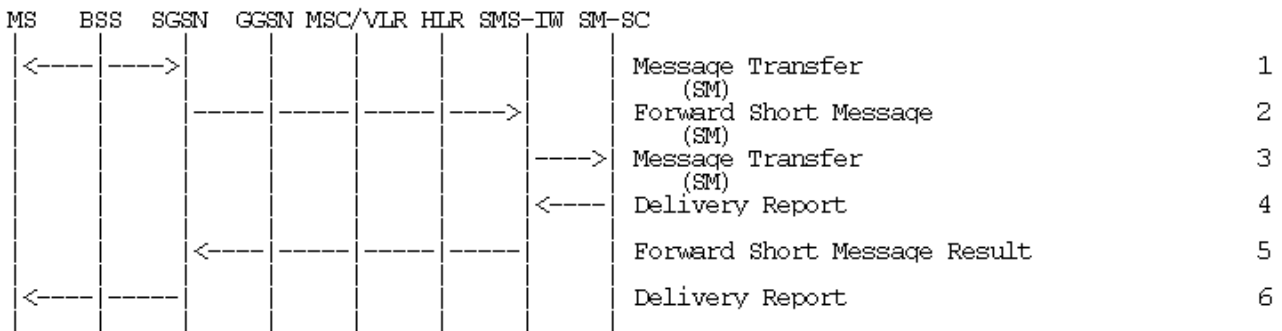 MS BSS SGSN GGSN MSC/VLR HLR SMS-IW SM-SC
Message Transfer 1
(SM)
Forward Short Message 2
(SM)
Message Transfer 3
(SM)
Delivery Report 4
Forward Short Message Result 5
Delivery Report 6